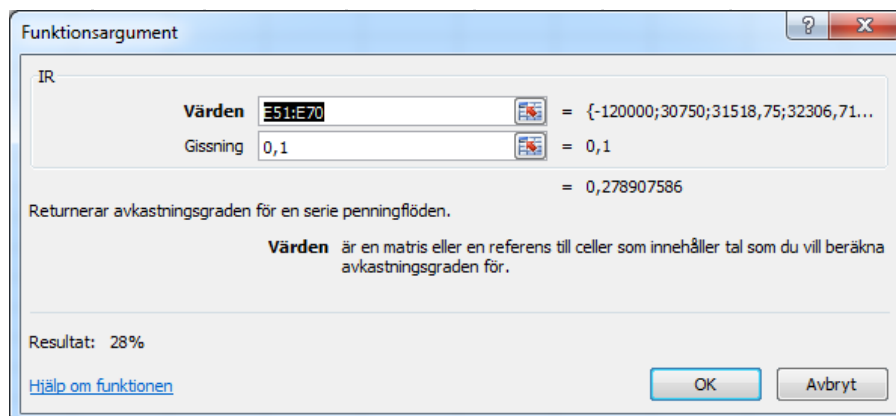 Funktionsargument
IR
Värden E51:E70 = {-120000;30750;31518,75;32306,71...
Gissning 0,1 = 0,1
= 0,278907586
Returnerar avkastningsgraden för en serie penningflöden.
Värden är en matris eller en referens till celler som innehåller tal som du vill beräkna
avkastningsgraden för.
Resultat: 28%
Hjälp om funktionen OK Avbryt